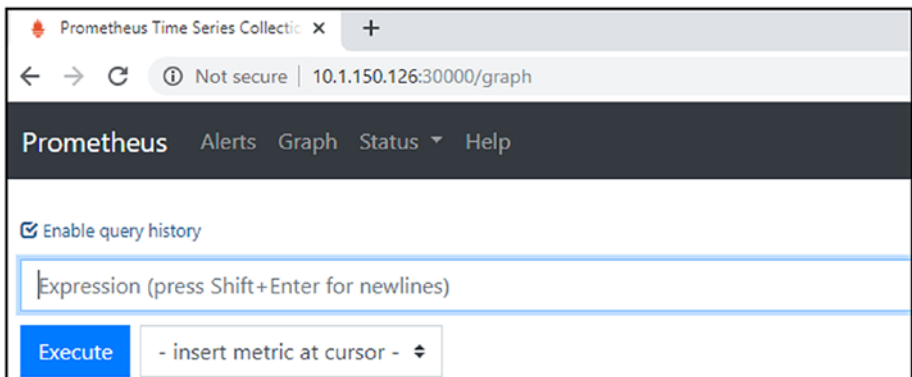 Prometheus Time Series Collectio
Not secure | 10.1.150.126:30000/graph
Prometheus Alerts Graph Status Help
Enable query history
Expression (press Shift+Enter for newlines)
Execute - insert metric at cursor -